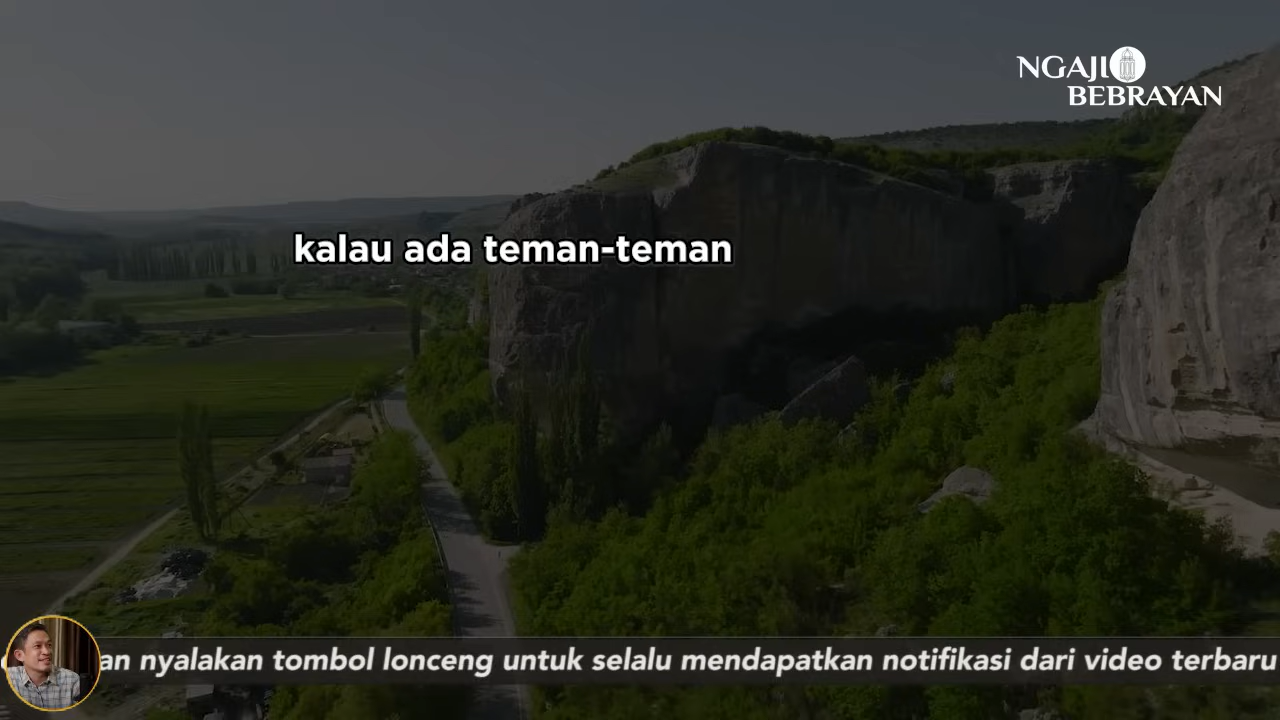 NGAJI
BEBRAYAN
kalau ada teman-teman
an nyalakan tombol lonceng untuk selalu mendapatkan notifikasi dari video terbaru